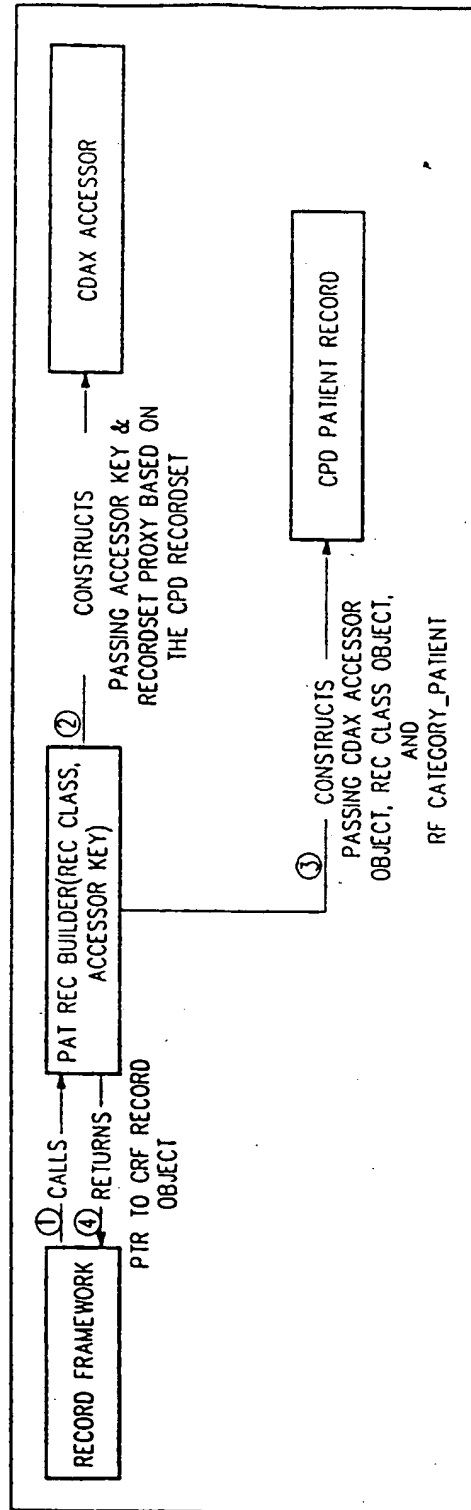 RECORD FRAMEWORK
① CALLS
④ RETURNS
PTR TO CRF RECORD
OBJECT
PAT REC BUILDER(REC CLASS,
ACCESSOR KEY)
②
CONSTRUCTS
PASSING ACCESSOR KEY &
RECORDSET PROXY BASED ON
THE CPD RECORDSET
CDAX ACCESSOR
③ CONSTRUCTS
PASSING CDAX ACCESSOR
OBJECT, REC CLASS OBJECT,
AND
RF CATEGORY_PATIENT
CPD PATIENT RECORD